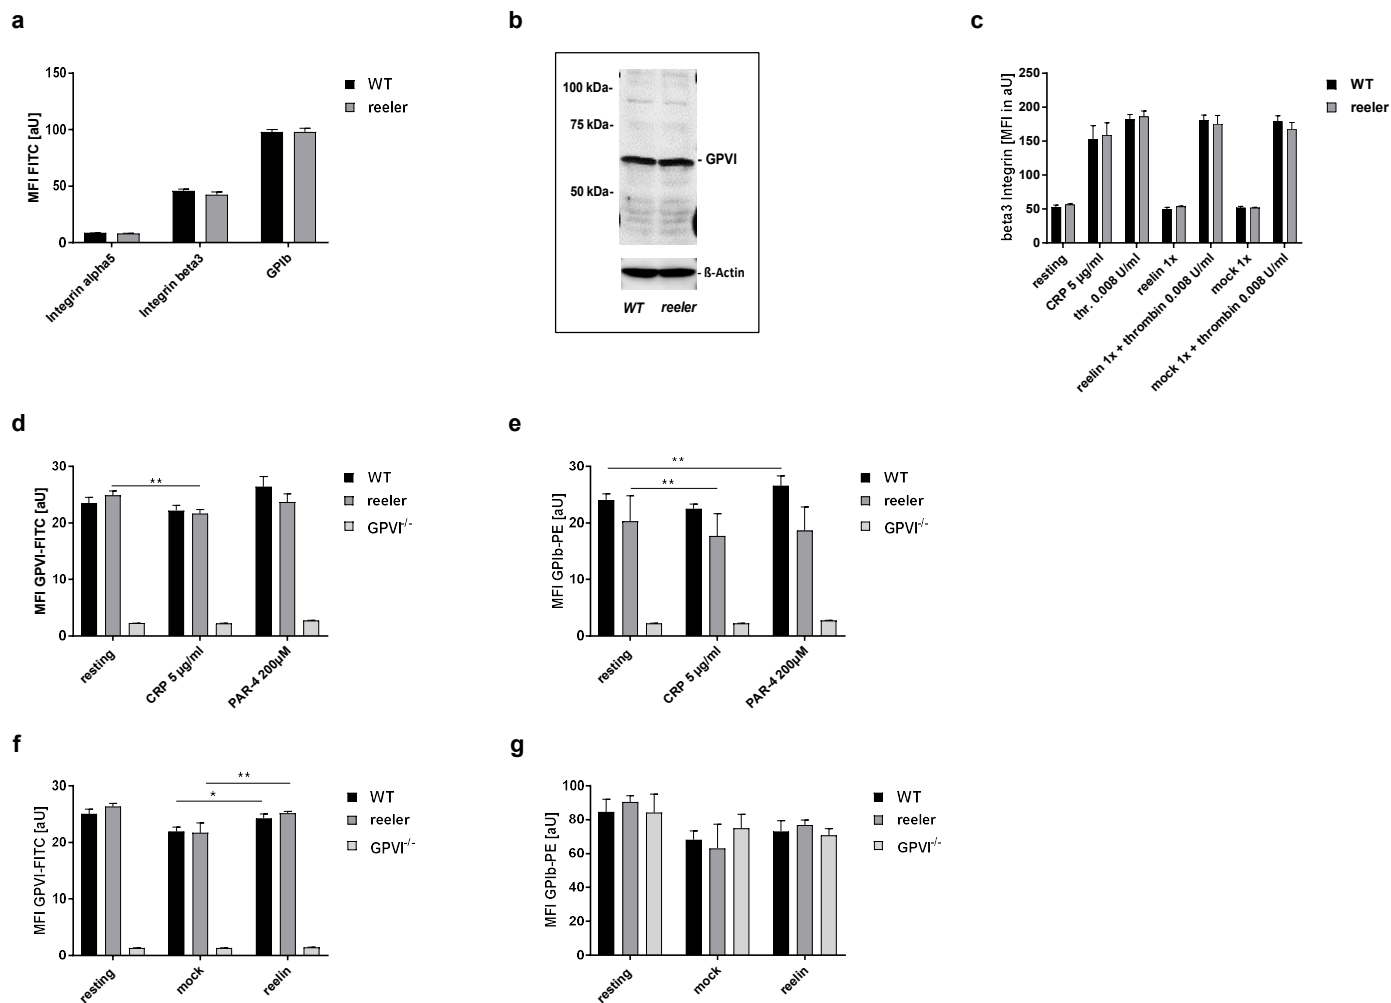 a
MFI FITC [aU]
150
100
50
0
Integrin alpha5
Integrin beta3
GPIb
WT
reeler
b
100 kDa-
75 kDa-
50 kDa-
- GPVI
- ß-Actin
WT reeler
c
beta3 Integrin [MFI in aU]
250
200
150
100
50
0
resting
CRP 5 µg/ml
thr. 0.008 U/ml
reelin 1x
reelin 1x + thrombin 0.008 U/ml
mock 1x
mock 1x + thrombin 0.008 U/ml
WT
reeler
d
MFI GPVI-FITC [aU]
30
20
10
0
**
resting
CRP 5 µg/ml
PAR-4 200µM
WT
reeler
GPVI-/-
e
MFI GPIb-PE [aU]
30
20
10
0
**
**
resting
CRP 5 µg/ml
PAR-4 200µM
WT
reeler
GPVI-/-
f
MFI GPVI-FITC [aU]
30
20
10
0
**
*
resting
mock
reelin
WT
reeler
GPVI-/-
g
MFI GPIb-PE [aU]
100
80
60
40
20
0
resting
mock
reelin
WT
reeler
GPVI-/-